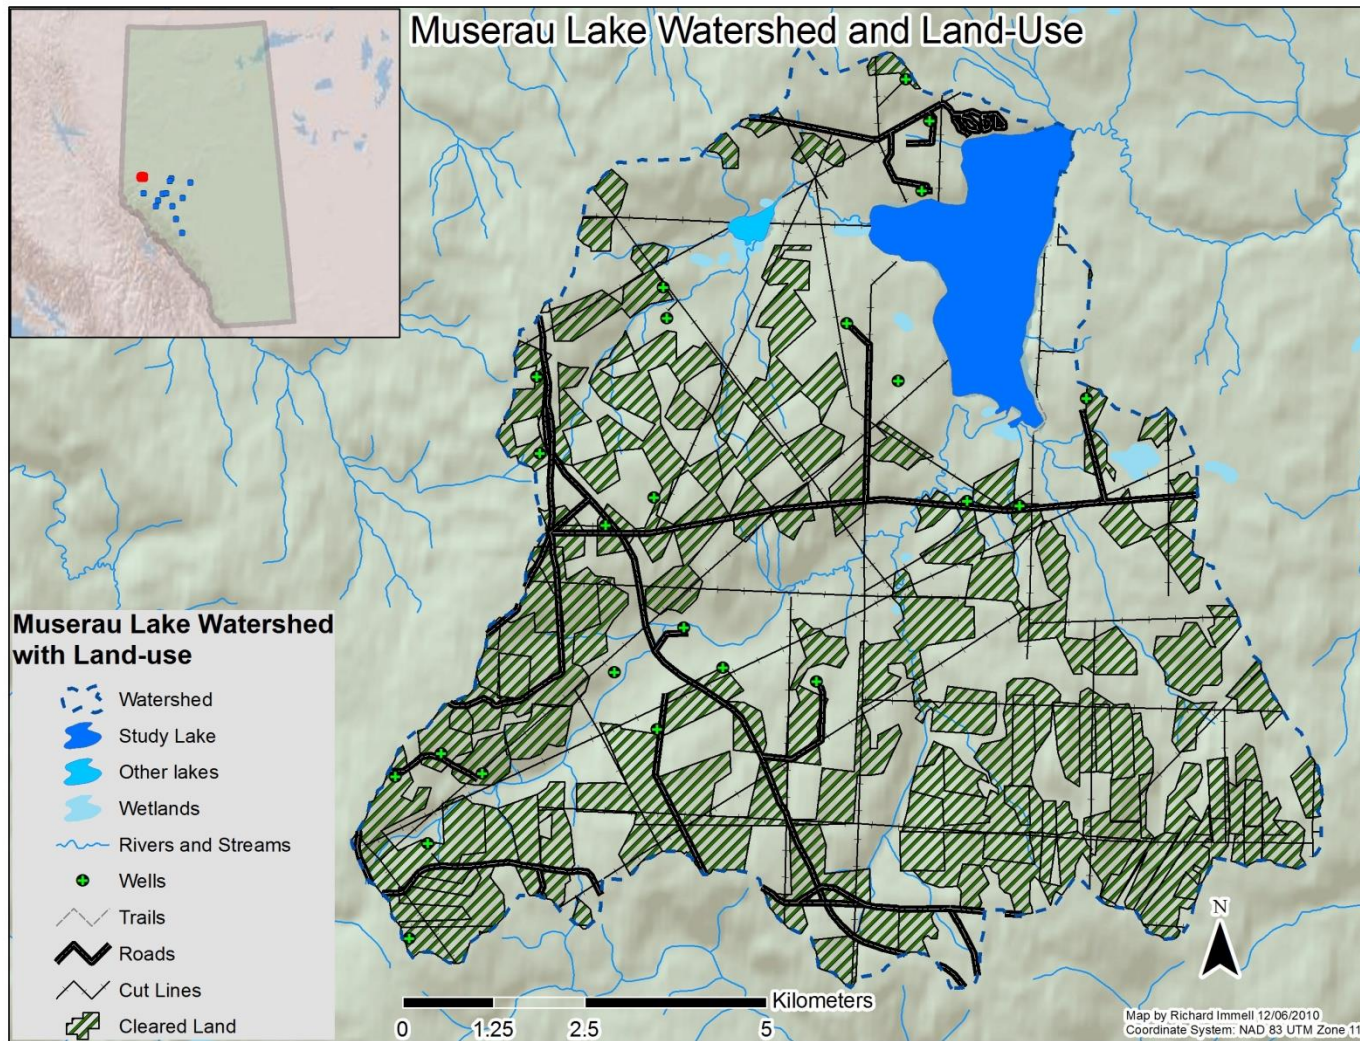 Muserau Lake Watershed and Land-Use
Muserau Lake Watershed
with Land-use
Watershed
Study Lake
Other lakes
Wetlands
Rivers and Streams
Wells
Trails
Roads
Cut Lines
Cleared Land
N
Kilometers
0 1.25 2.5 5
Map by Richard Immell 12/06/2010
Coordinate System: NAD 83 UTM Zone 11